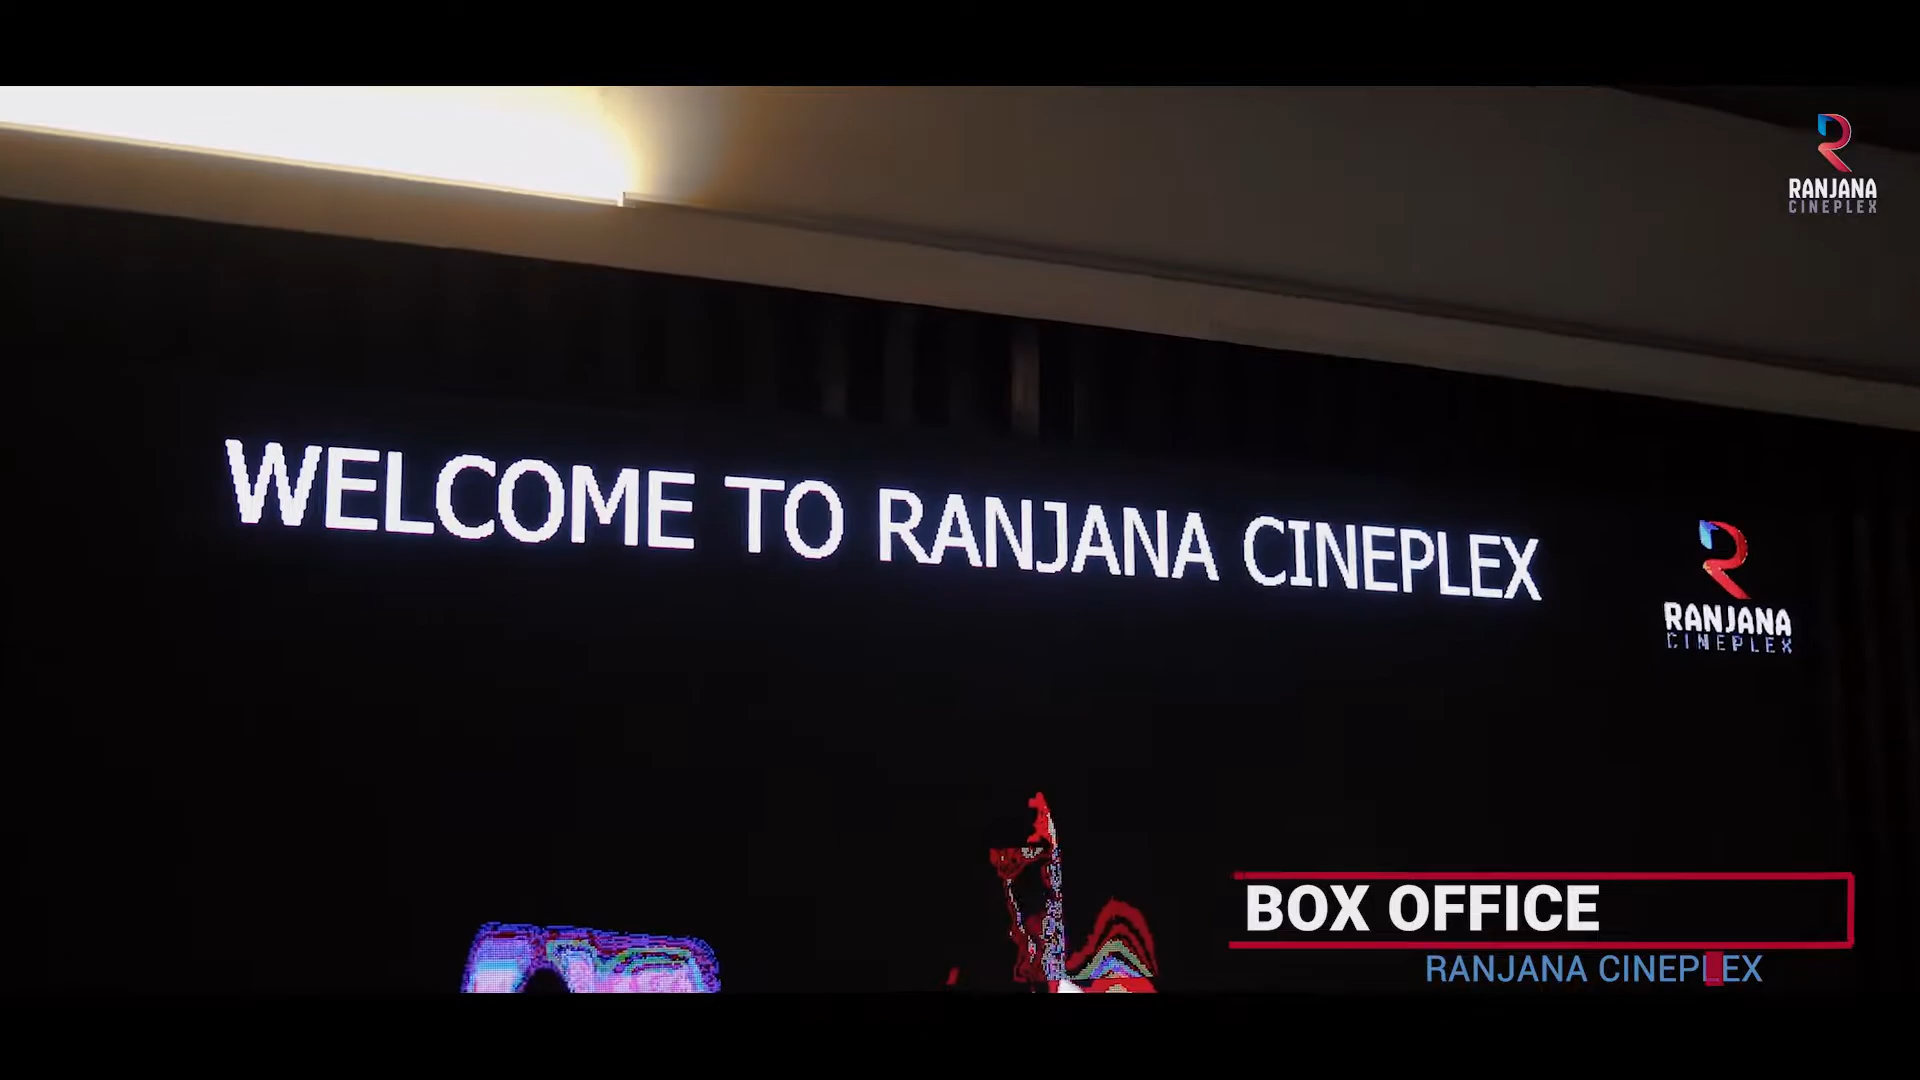 RANJANA
CINEPLEX
WELCOME TO RANJANA CINEPLEX
RANJANA
CINEPLEX
BOX OFFICE
RANJANA CINEPLEX